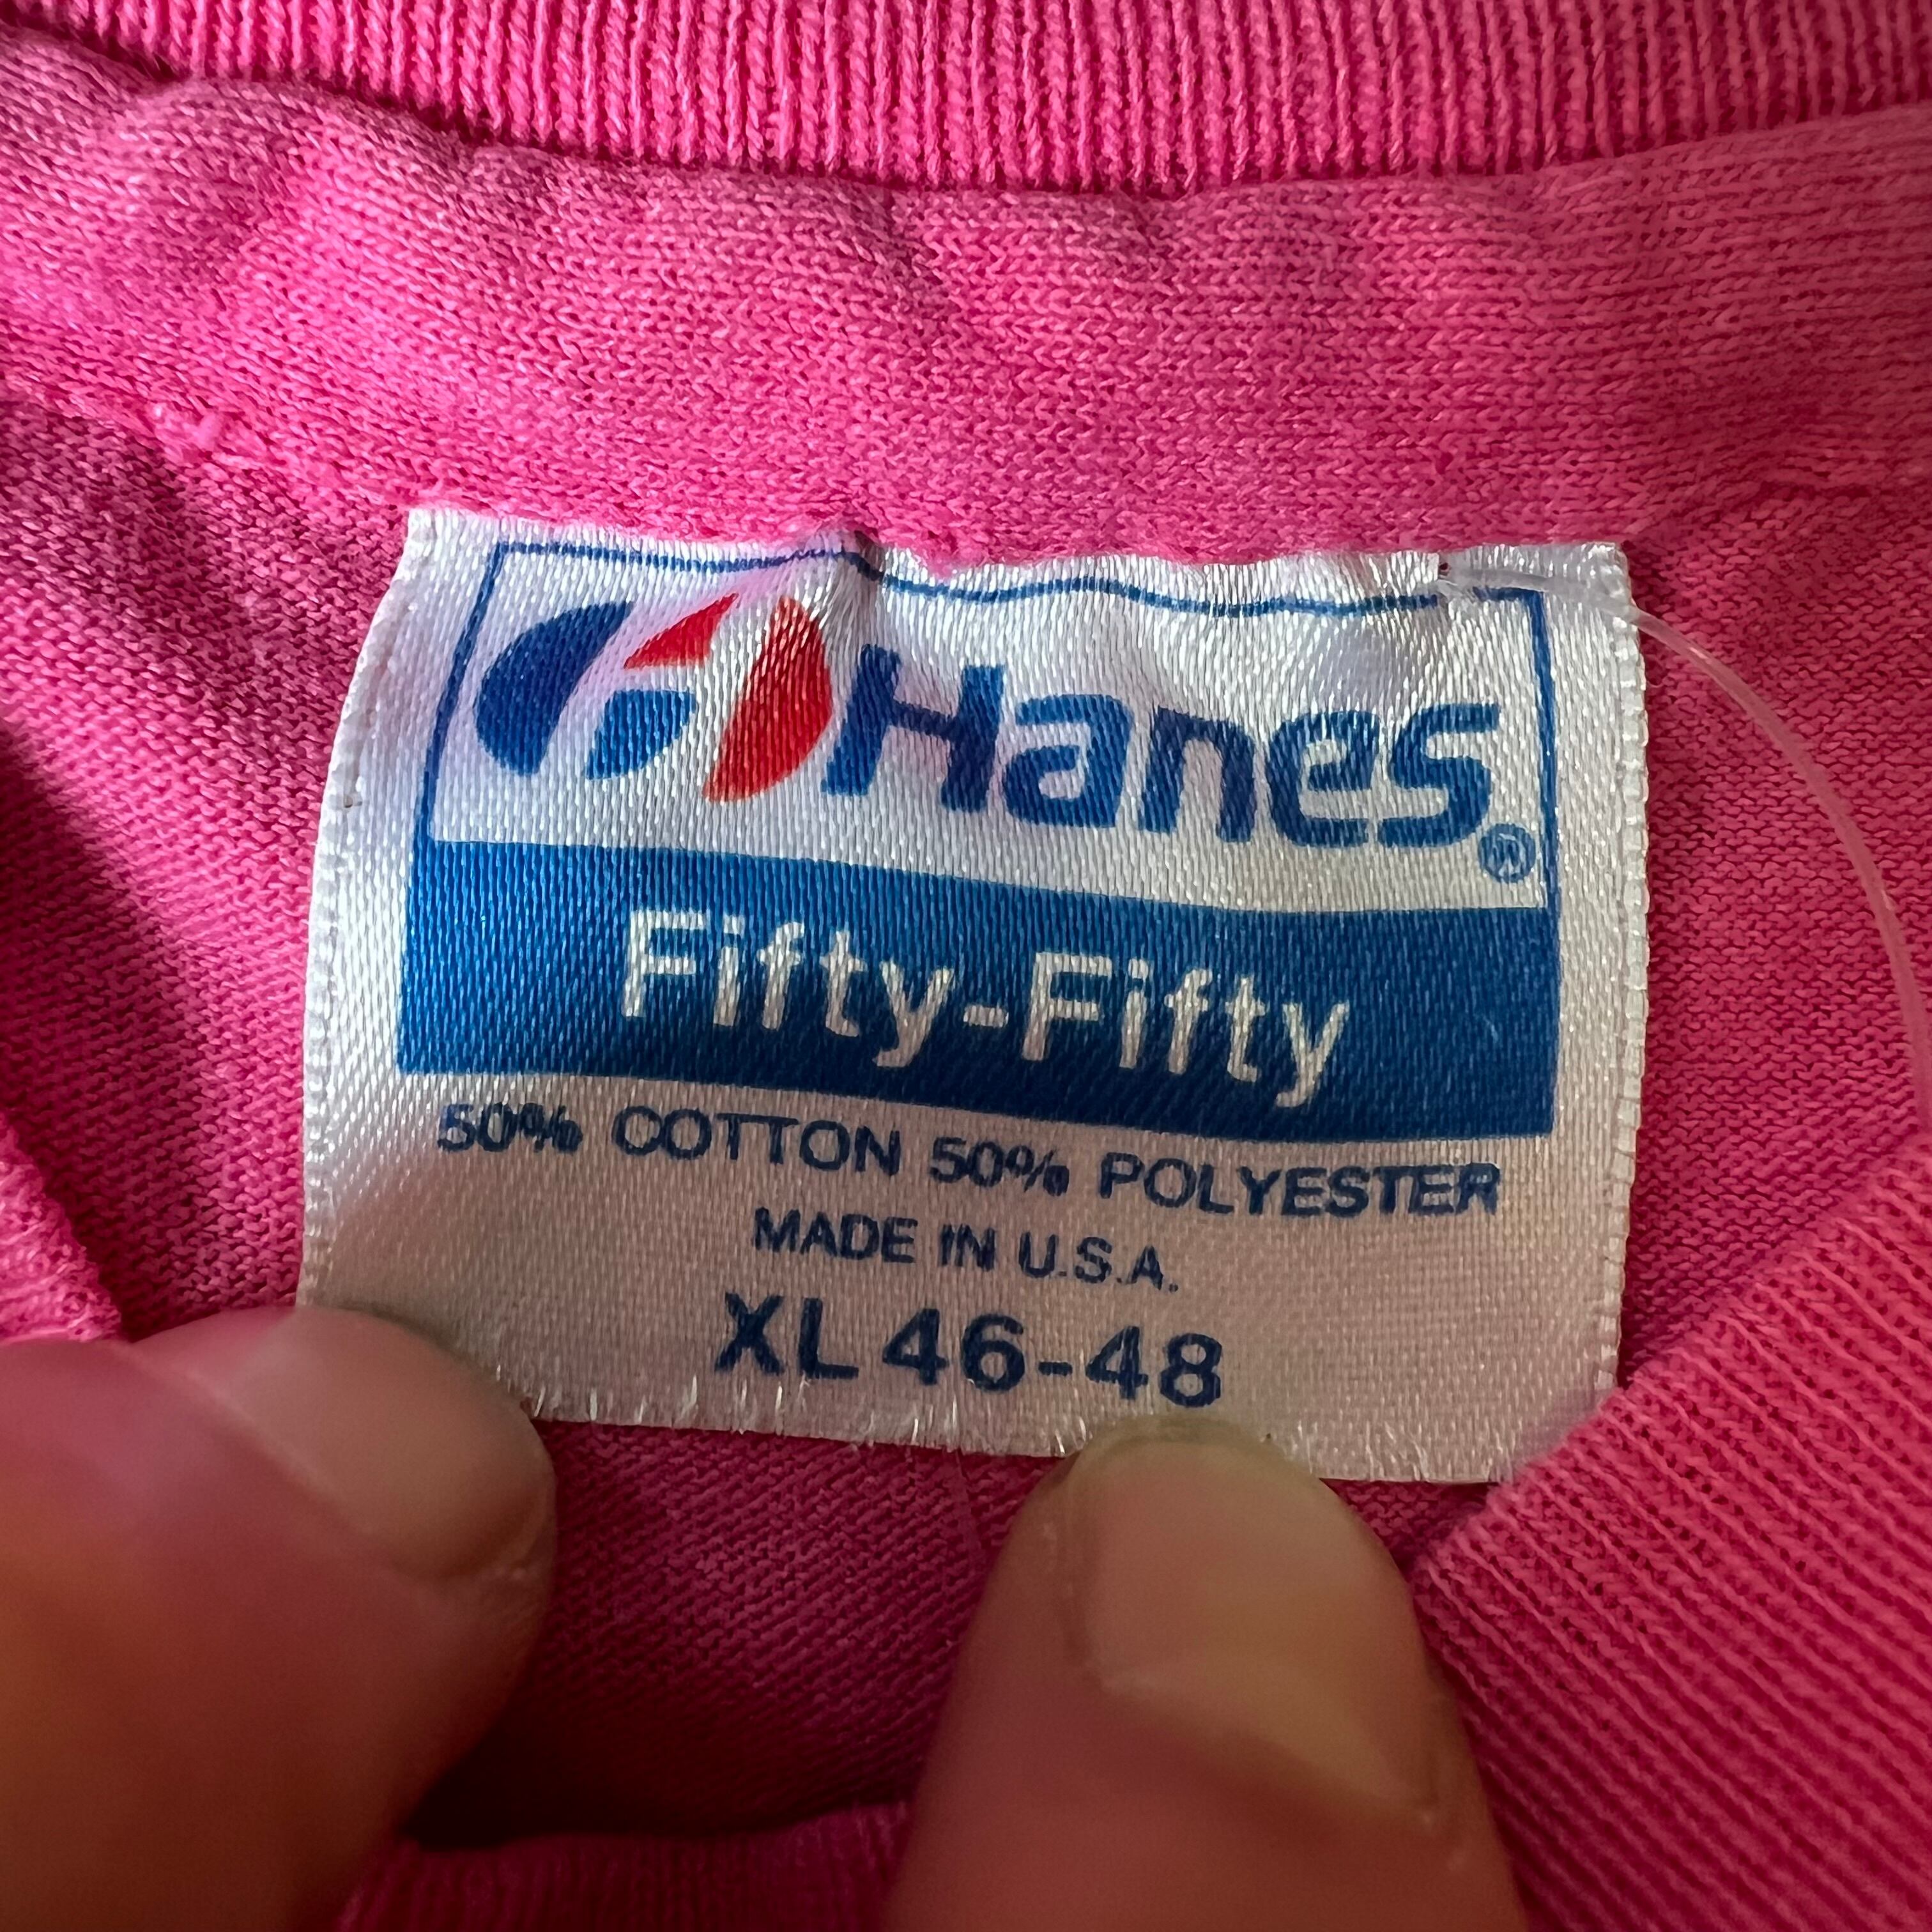 Hanes®
Fifty-Fifty
50% COTTON 50% POLYESTER
MADE IN U.S.A.
XL 46-48